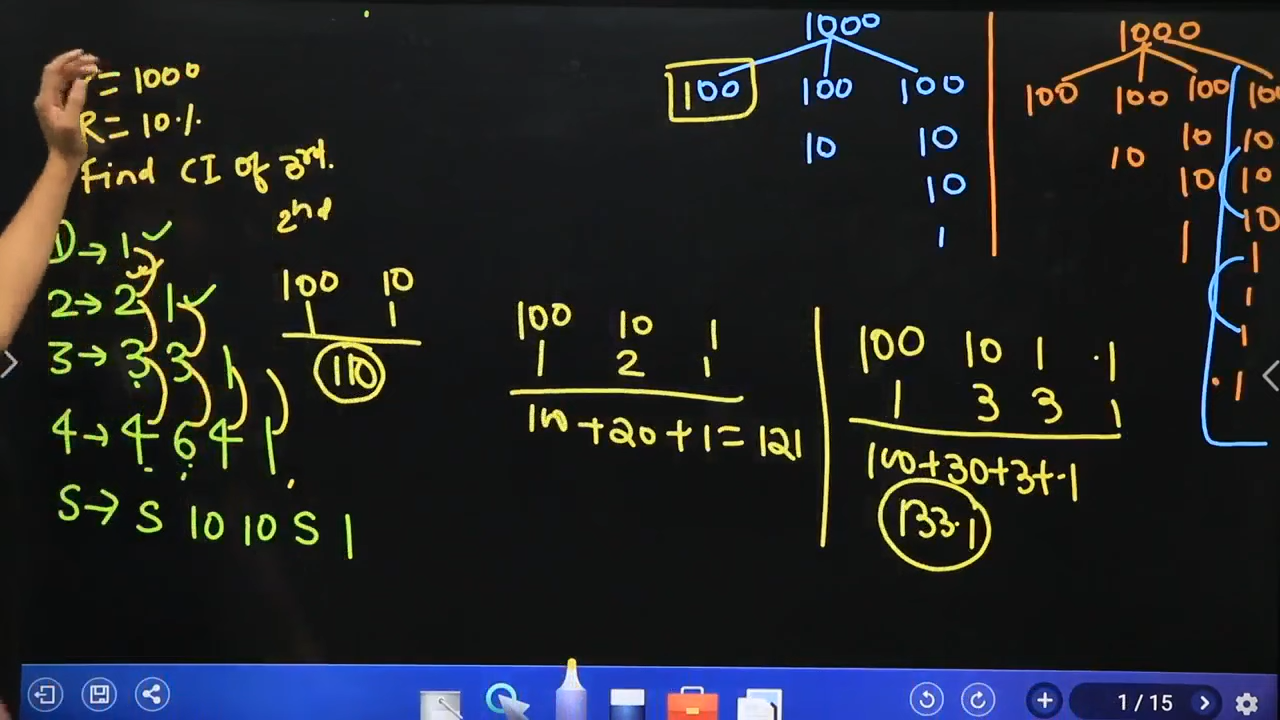 P = 1000
R = 10%
Find CI of 3rd.
2nd
1) → 1
2 → 2 1
3 → 3 3 1
4 → 4 6 4 1
5 → 5 10 10 5 1
100 10
1 1
110
100 10 1
1 2 1
100 + 20 + 1 = 121
100 10 1 .1
1 3 3 1
100 + 30 + 3 + .1
133.1
1000
100 100 100
10 10
10
1
1000
100 100 100 100
10 10 10
10 10
10
1 1
1
1
.1
1 / 15